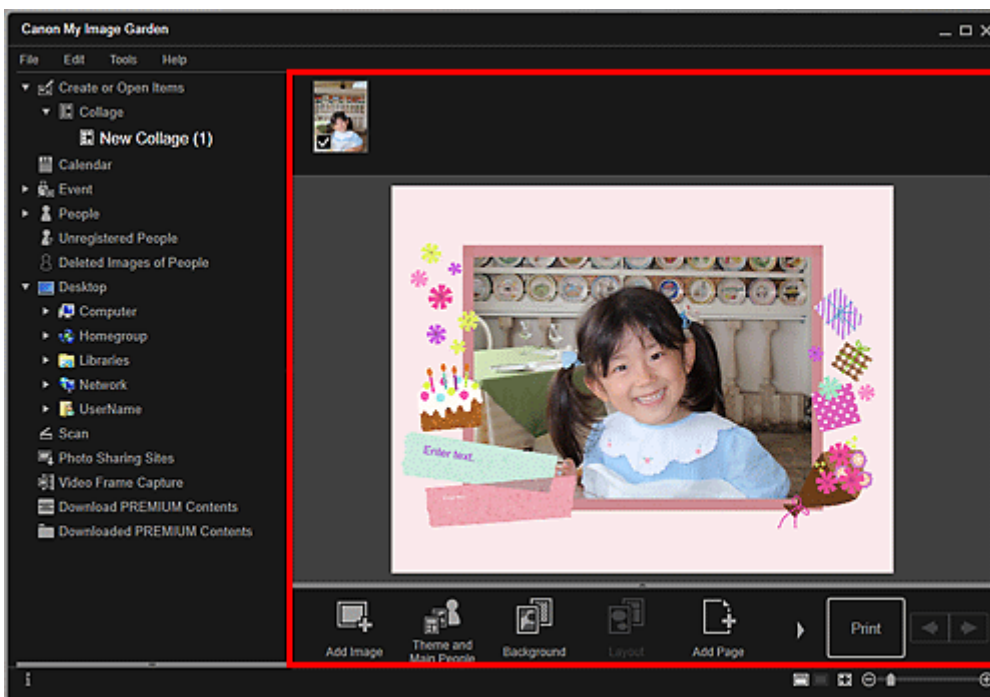 Canon My Image Garden
File Edit Tools Help
Create or Open Items
Collage
New Collage (1)
Calendar
Event
People
Unregistered People
Deleted Images of People
Desktop
Computer
Homegroup
Libraries
Network
UserName
Scan
Photo Sharing Sites
Video Frame Capture
Download PREMIUM Contents
Downloaded PREMIUM Contents
Enter text.
Add Image
Theme and
Main People
Background
Layout
Add Page
Print